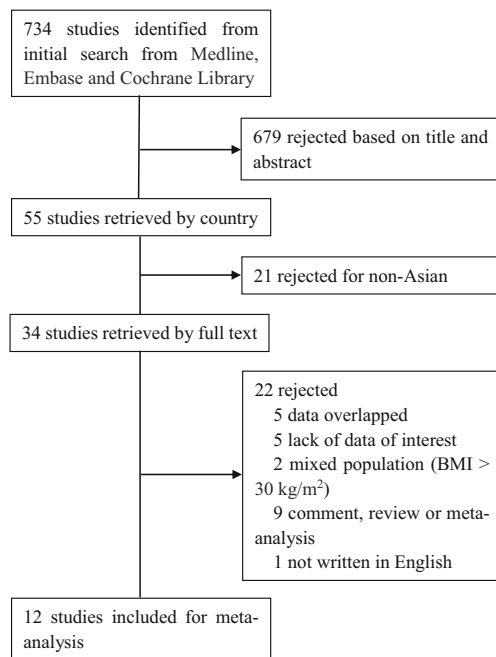 734 studies identified from
initial search from Medline,
Embase and Cochrane Library
679 rejected based on title and
abstract
55 studies retrieved by country
21 rejected for non-Asian
34 studies retrieved by full text
22 rejected
5 data overlapped
5 lack of data of interest
2 mixed population (BMI >
30 kg/m²)
9 comment, review or meta-
analysis
1 not written in English
12 studies included for meta-
analysis